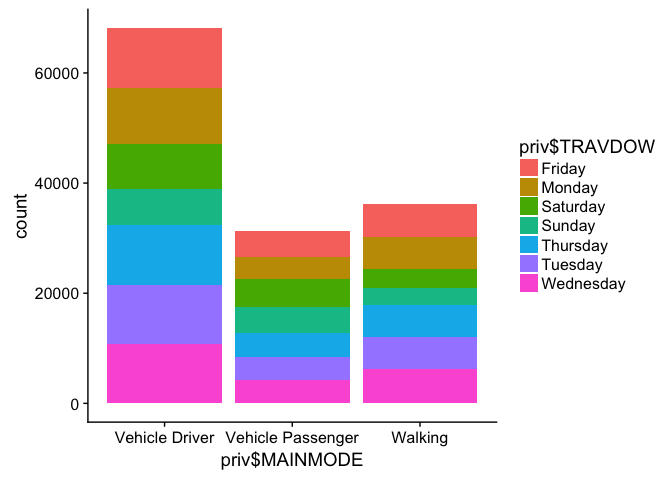 count
60000
40000
20000
0
Vehicle Driver Vehicle Passenger Walking
priv$MAINMODE
priv$TRAVDOW
Friday
Monday
Saturday
Sunday
Thursday
Tuesday
Wednesday